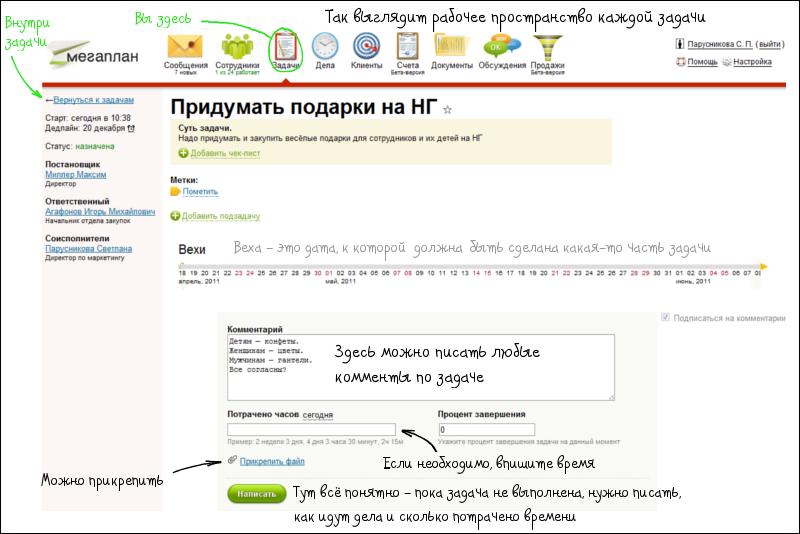 Внутри
задачи
Вы здесь
Так выглядит рабочее пространство каждой задачи
мегаплан
Сообщения
7 новых
Сотрудники
1 из 24 работает
Задачи
Дела
Клиенты
Счета
Бета-версия
Документы
ОК
Обсуждения
Продажи
Бета-версия
Парусникова С. П. (выйти)
Помощь Настройка
←Вернуться к задачам
Старт: сегодня в 10:38
Дедлайн: 20 декабря
Статус: назначена
Постановщик
Миллер Максим
Директор
Ответственный
Агафонов Игорь Михайлович
Начальник отдела закупок
Соисполнители
Парусникова Светлана
Директор по маркетингу
Придумать подарки на НГ ☆
Суть задачи.
Надо придумать и закупить весёлые подарки для сотрудников и их детей на НГ
Добавить чек-лист
Метки:
Пометить
Добавить подзадачу
Вехи
Веха – это дата, к которой должна быть сделана какая-то часть задачи
18 19 20 21 22 23 24 25 26 27 28 29 30 01 02 03 04 05 06 07 08 09 10 11 12 13 14 15 16 17 18 19 20 21 22 23 24 25 26 27 28 29 30 31 01 02 03 04 05 06 07 08
апрель, 2011 май, 2011 июнь, 2011
Подписаться на комментарии
Комментарий
Детям — конфеты.
Женщинам — цветы.
Мужчинам — гантели.
Все согласны?
Здесь можно писать любые
комменты по задаче
Потрачено часов сегодня
Процент завершения
0
Пример: 2 недели 3 дня, 4 дня 3 часа 30 минут, 2ч 15м
Укажите процент завершения задачи на данный момент
Прикрепить файл
Если необходимо, впишите время
Можно прикрепить
Написать
Тут всё понятно – пока задача не выполнена, нужно писать,
как идут дела и сколько потрачено времени